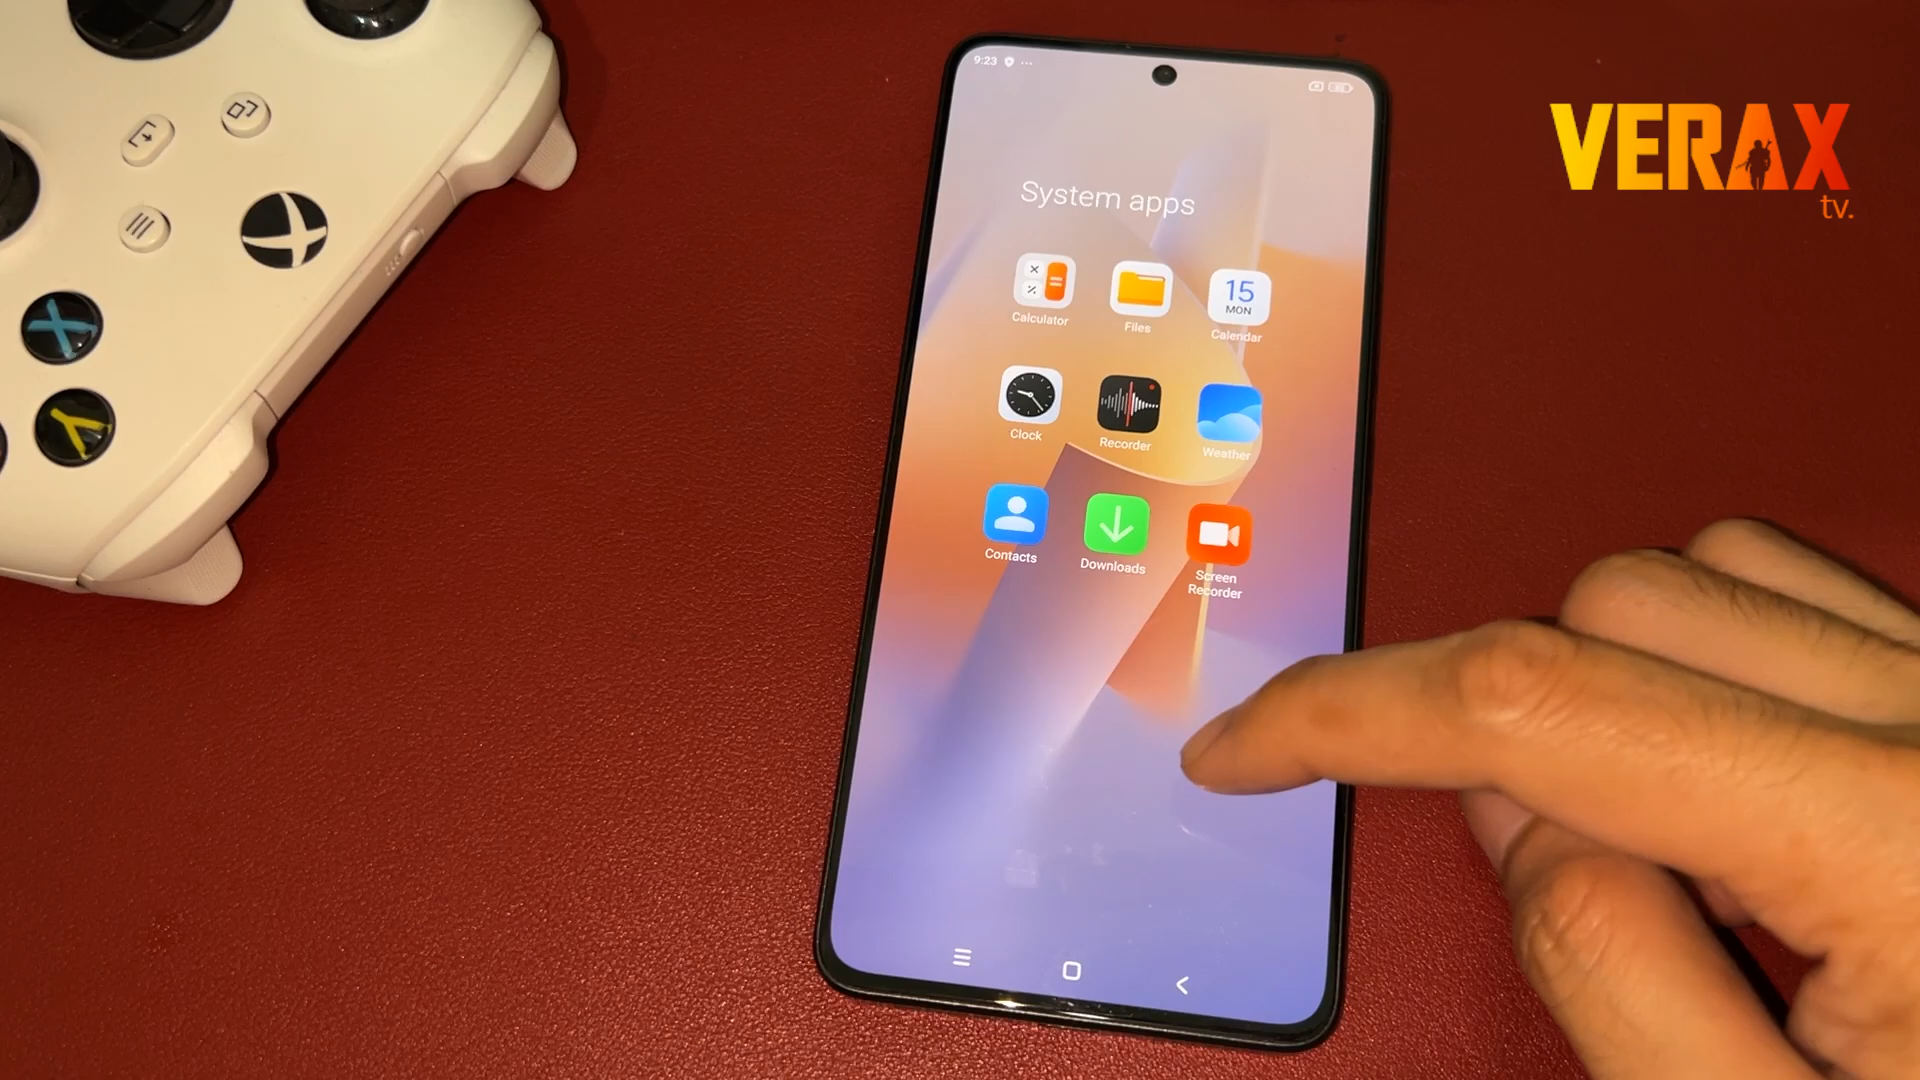 9:23
VERAX
tv.
System apps
15
MON
Calculator
Files
Calendar
Clock
Recorder
Weather
Contacts
Downloads
Screen
Recorder
X
Y